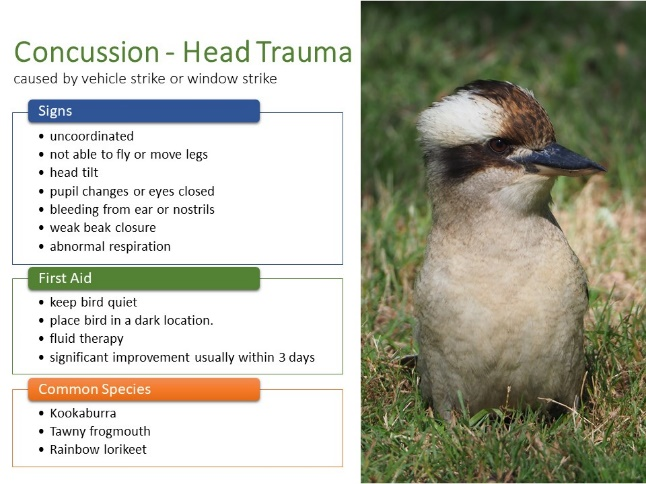 Concussion - Head Trauma
caused by vehicle strike or window strike
Signs
• uncoordinated
• not able to fly or move legs
• head tilt
• pupil changes or eyes closed
• bleeding from ear or nostrils
• weak beak closure
• abnormal respiration
First Aid
• keep bird quiet
• place bird in a dark location.
• fluid therapy
• significant improvement usually within 3 days
Common Species
• Kookaburra
• Tawny frogmouth
• Rainbow lorikeet